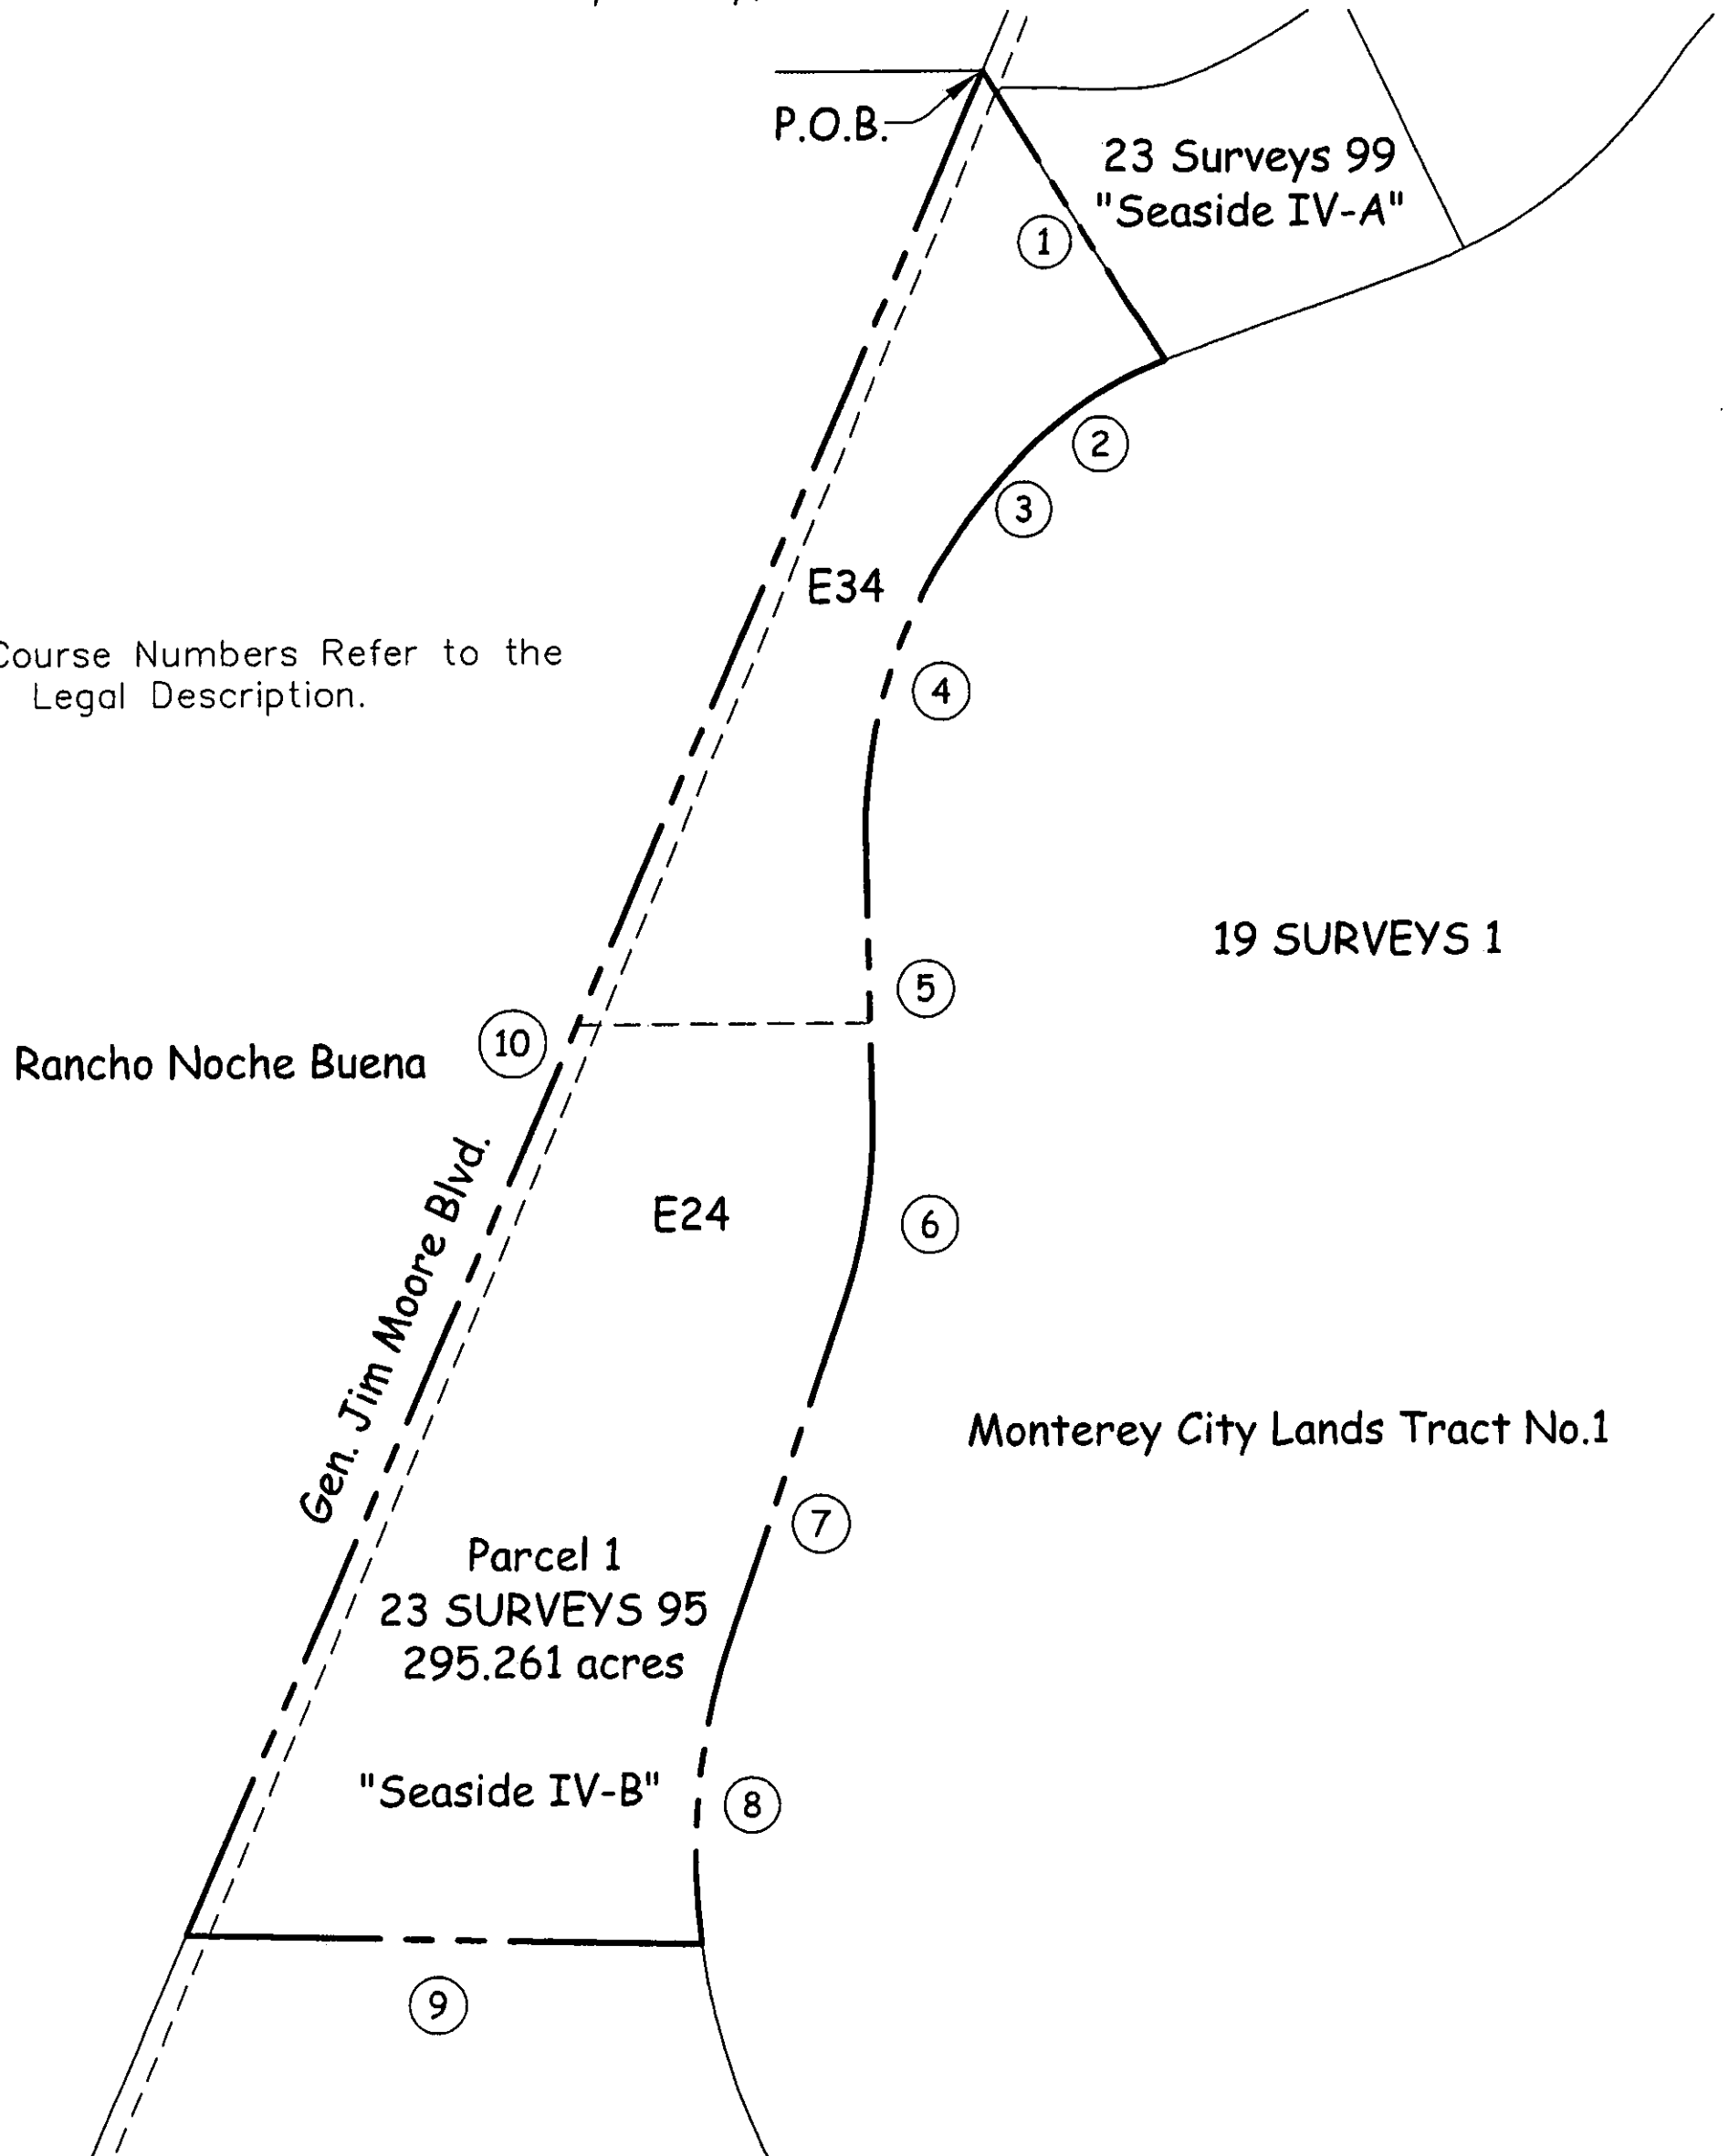 P.O.B.
23 Surveys 99
"Seaside IV-A"
1
2
3
E34
Course Numbers Refer to the
Legal Description.
4
19 SURVEYS 1
5
10
Rancho Noche Buena
E24
6
Gen. Jim Moore Blvd.
Monterey City Lands Tract No.1
7
Parcel 1
23 SURVEYS 95
295.261 acres
"Seaside IV-B"
8
9